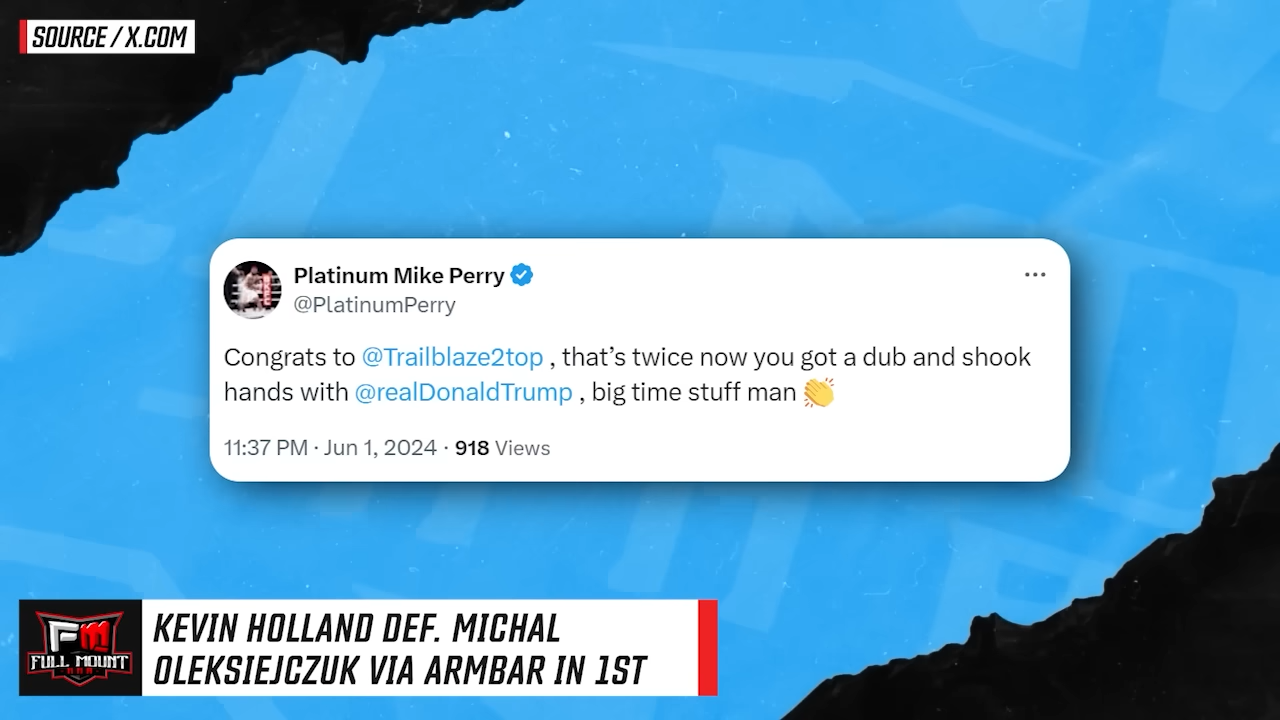 SOURCE / X.COM
Platinum Mike Perry
@PlatinumPerry
Congrats to @Trailblaze2top , that’s twice now you got a dub and shook
hands with @realDonaldTrump , big time stuff man 👏
11:37 PM · Jun 1, 2024 · 918 Views
FM
FULL MOUNT
KEVIN HOLLAND DEF. MICHAL
OLEKSIEJCZUK VIA ARMBAR IN 1ST